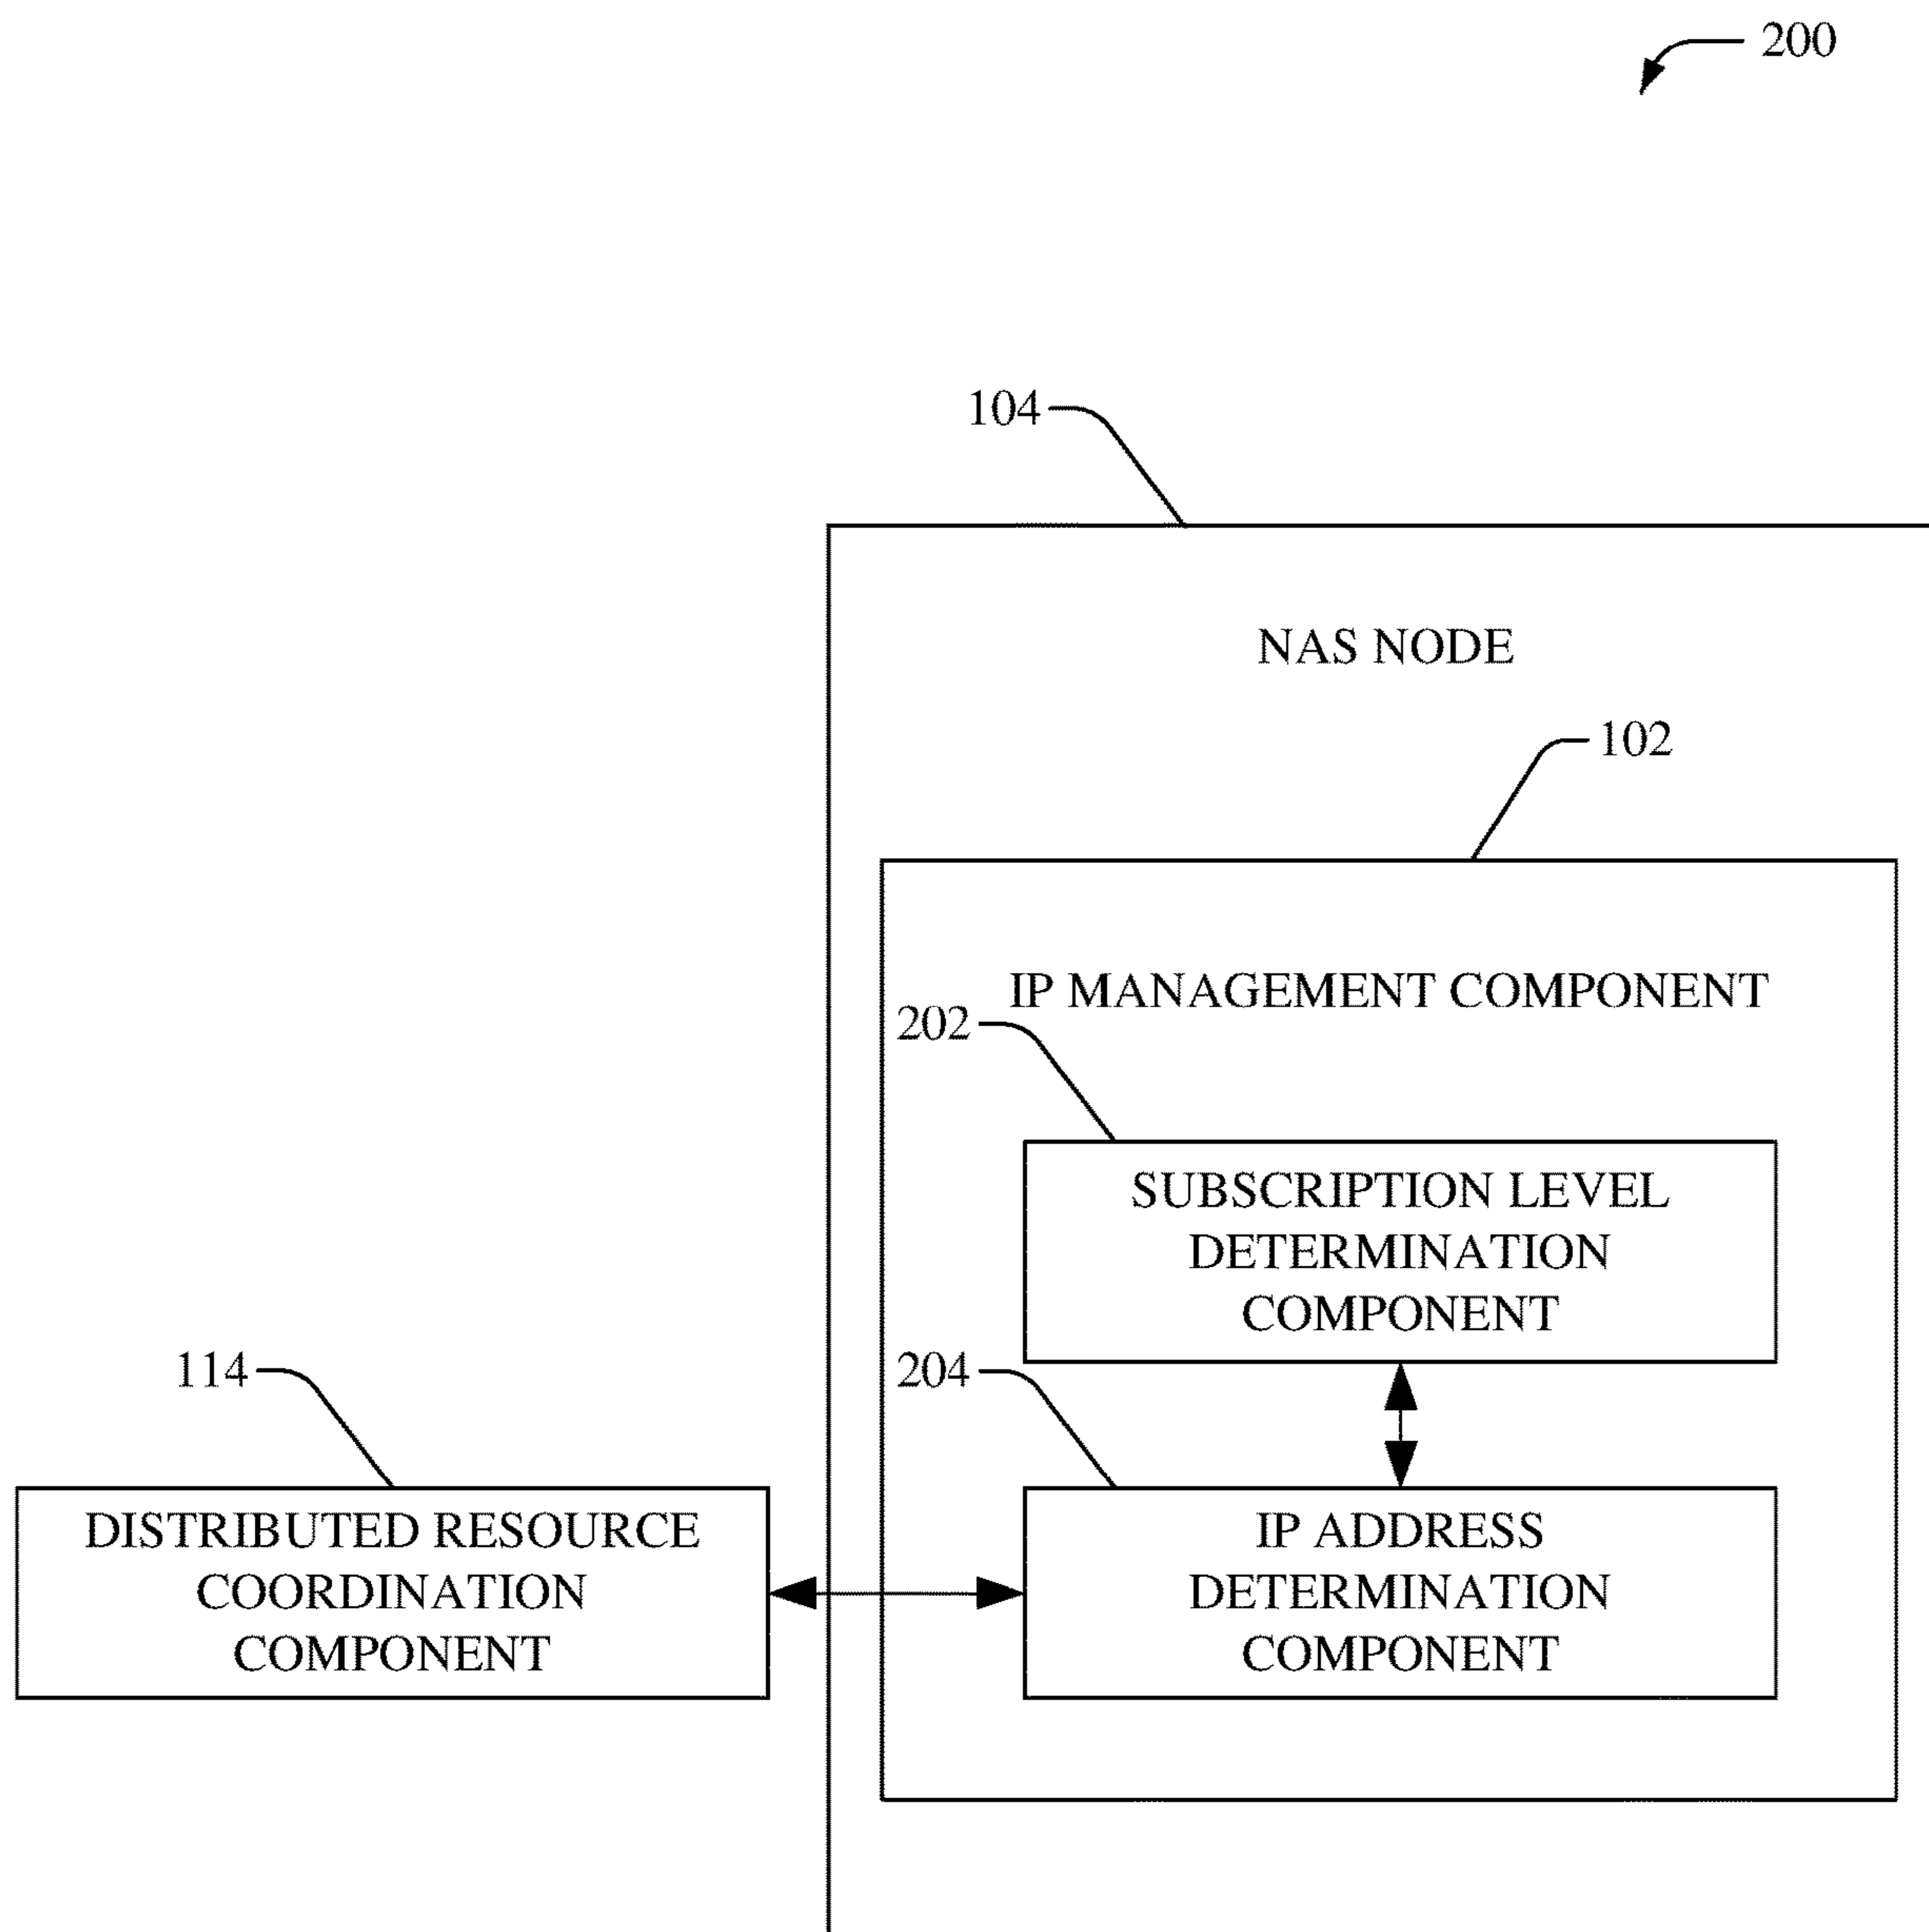 200
104
NAS NODE
102
IP MANAGEMENT COMPONENT
202
SUBSCRIPTION LEVEL
DETERMINATION
COMPONENT
114
204
DISTRIBUTED RESOURCE
COORDINATION
COMPONENT
IP ADDRESS
DETERMINATION
COMPONENT